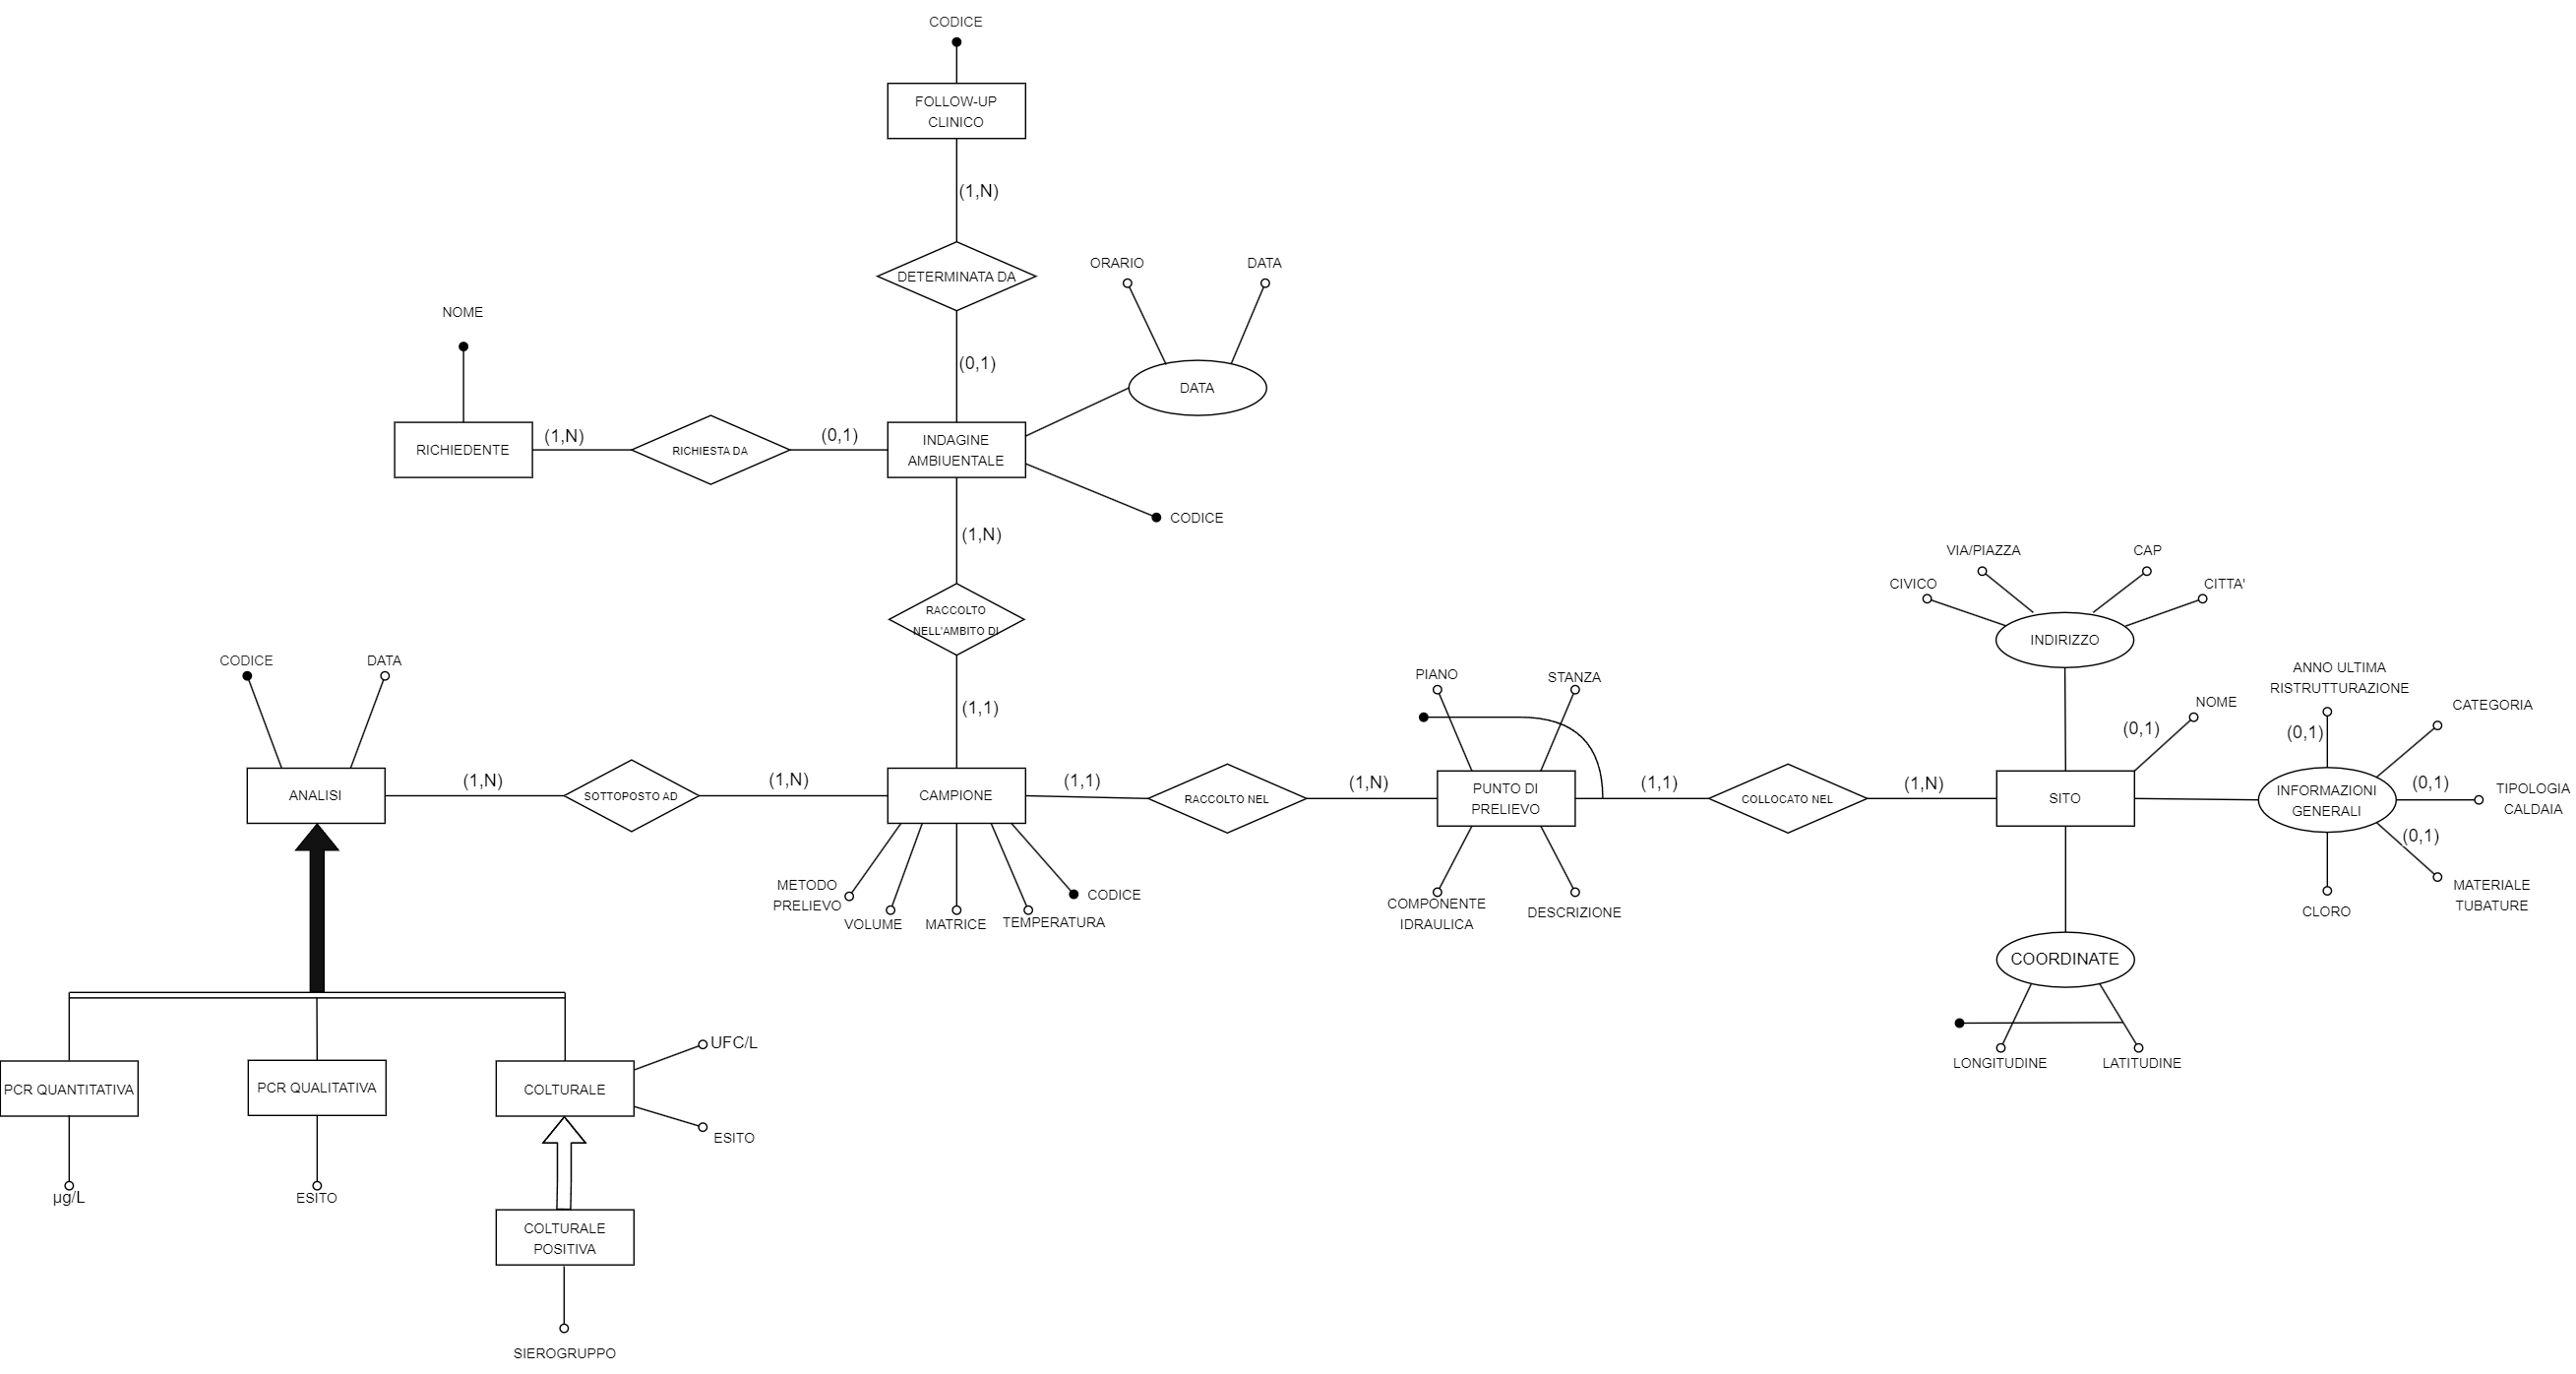 CODICE
FOLLOW-UP
CLINICO
(1,N)
DETERMINATA DA
ORARIO
DATA
NOME
(0,1)
DATA
RICHIEDENTE
(1,N)
RICHIESTA DA
(0,1)
INDAGINE
AMBIUENTALE
CODICE
(1,N)
VIA/PIAZZA
CAP
CIVICO
CITTA'
RACCOLTO
NELL'AMBITO DI
INDIRIZZO
CODICE
DATA
PIANO
STANZA
ANNO ULTIMA
RISTRUTTURAZIONE
(1,1)
NOME
CATEGORIA
(0,1)
(0,1)
ANALISI
(1,N)
SOTTOPOSTO AD
(1,N)
CAMPIONE
(1,1)
RACCOLTO NEL
(1,N)
PUNTO DI
PRELIEVO
(1,1)
COLLOCATO NEL
(1,N)
SITO
INFORMAZIONI
GENERALI
(0,1)
TIPOLOGIA
CALDAIA
(0,1)
METODO
PRELIEVO
VOLUME
MATRICE
TEMPERATURA
CODICE
COMPONENTE
IDRAULICA
DESCRIZIONE
CLORO
MATERIALE
TUBATURE
COORDINATE
LONGITUDINE
LATITUDINE
UFC/L
PCR QUANTITATIVA
PCR QUALITATIVA
COLTURALE
ESITO
µg/L
ESITO
COLTURALE
POSITIVA
SIEROGRUPPO